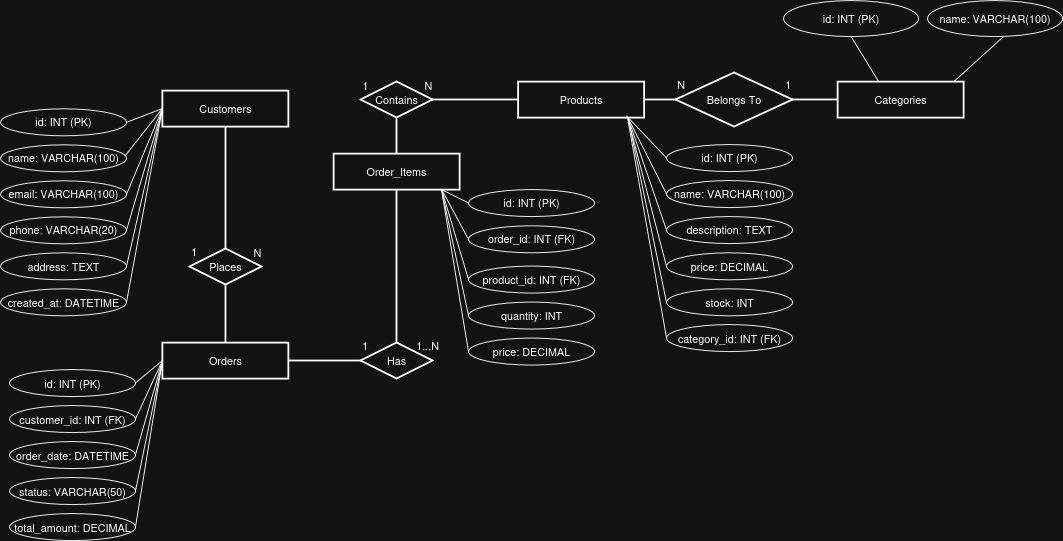 id: INT (PK)
name: VARCHAR(100)
1
N
Contains
Products
N
Belongs To
1
Categories
Customers
id: INT (PK)
name: VARCHAR(100)
email: VARCHAR(100)
phone: VARCHAR(20)
address: TEXT
created_at: DATETIME
Order_Items
id: INT (PK)
order_id: INT (FK)
product_id: INT (FK)
quantity: INT
price: DECIMAL
id: INT (PK)
name: VARCHAR(100)
description: TEXT
price: DECIMAL
stock: INT
category_id: INT (FK)
1
N
Places
Orders
1
1...N
Has
id: INT (PK)
customer_id: INT (FK)
order_date: DATETIME
status: VARCHAR(50)
total_amount: DECIMAL